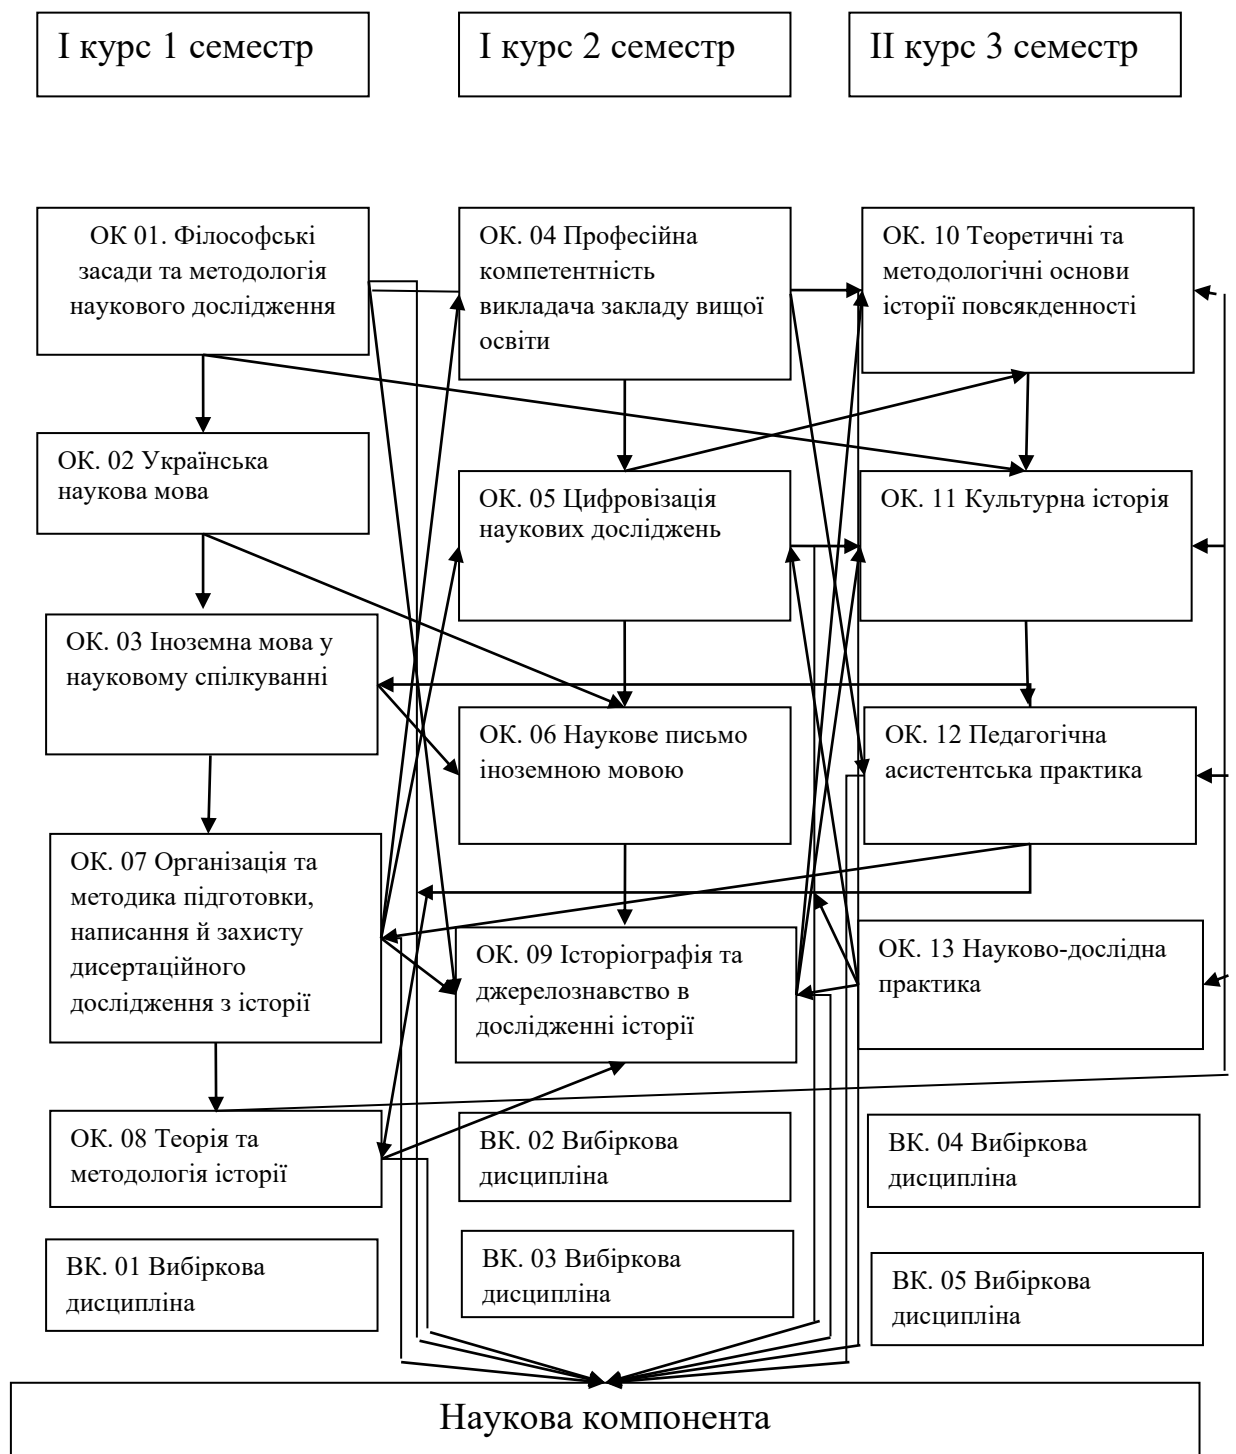 І курс 1 семестр
І курс 2 семестр
ІІ курс 3 семестр
ОК 01. Філософські
засади та методологія
наукового дослідження
ОК. 04 Професійна
компетентність
викладача закладу вищої
освіти
ОК. 10 Теоретичні та
методологічні основи
історії повсякденності
ОК. 02 Українська
наукова мова
ОК. 05 Цифровізація
наукових досліджень
ОК. 11 Культурна історія
ОК. 03 Іноземна мова у
науковому спілкуванні
ОК. 06 Наукове письмо
іноземною мовою
ОК. 12 Педагогічна
асистентська практика
ОК. 07 Організація та
методика підготовки,
написання й захисту
дисертаційного
дослідження з історії
ОК. 09 Історіографія та
джерелознавство в
дослідженні історії
ОК. 13 Науково-дослідна
практика
ОК. 08 Теорія та
методологія історії
ВК. 02 Вибіркова
дисципліна
ВК. 04 Вибіркова
дисципліна
ВК. 01 Вибіркова
дисципліна
ВК. 03 Вибіркова
дисципліна
ВК. 05 Вибіркова
дисципліна
Наукова компонента